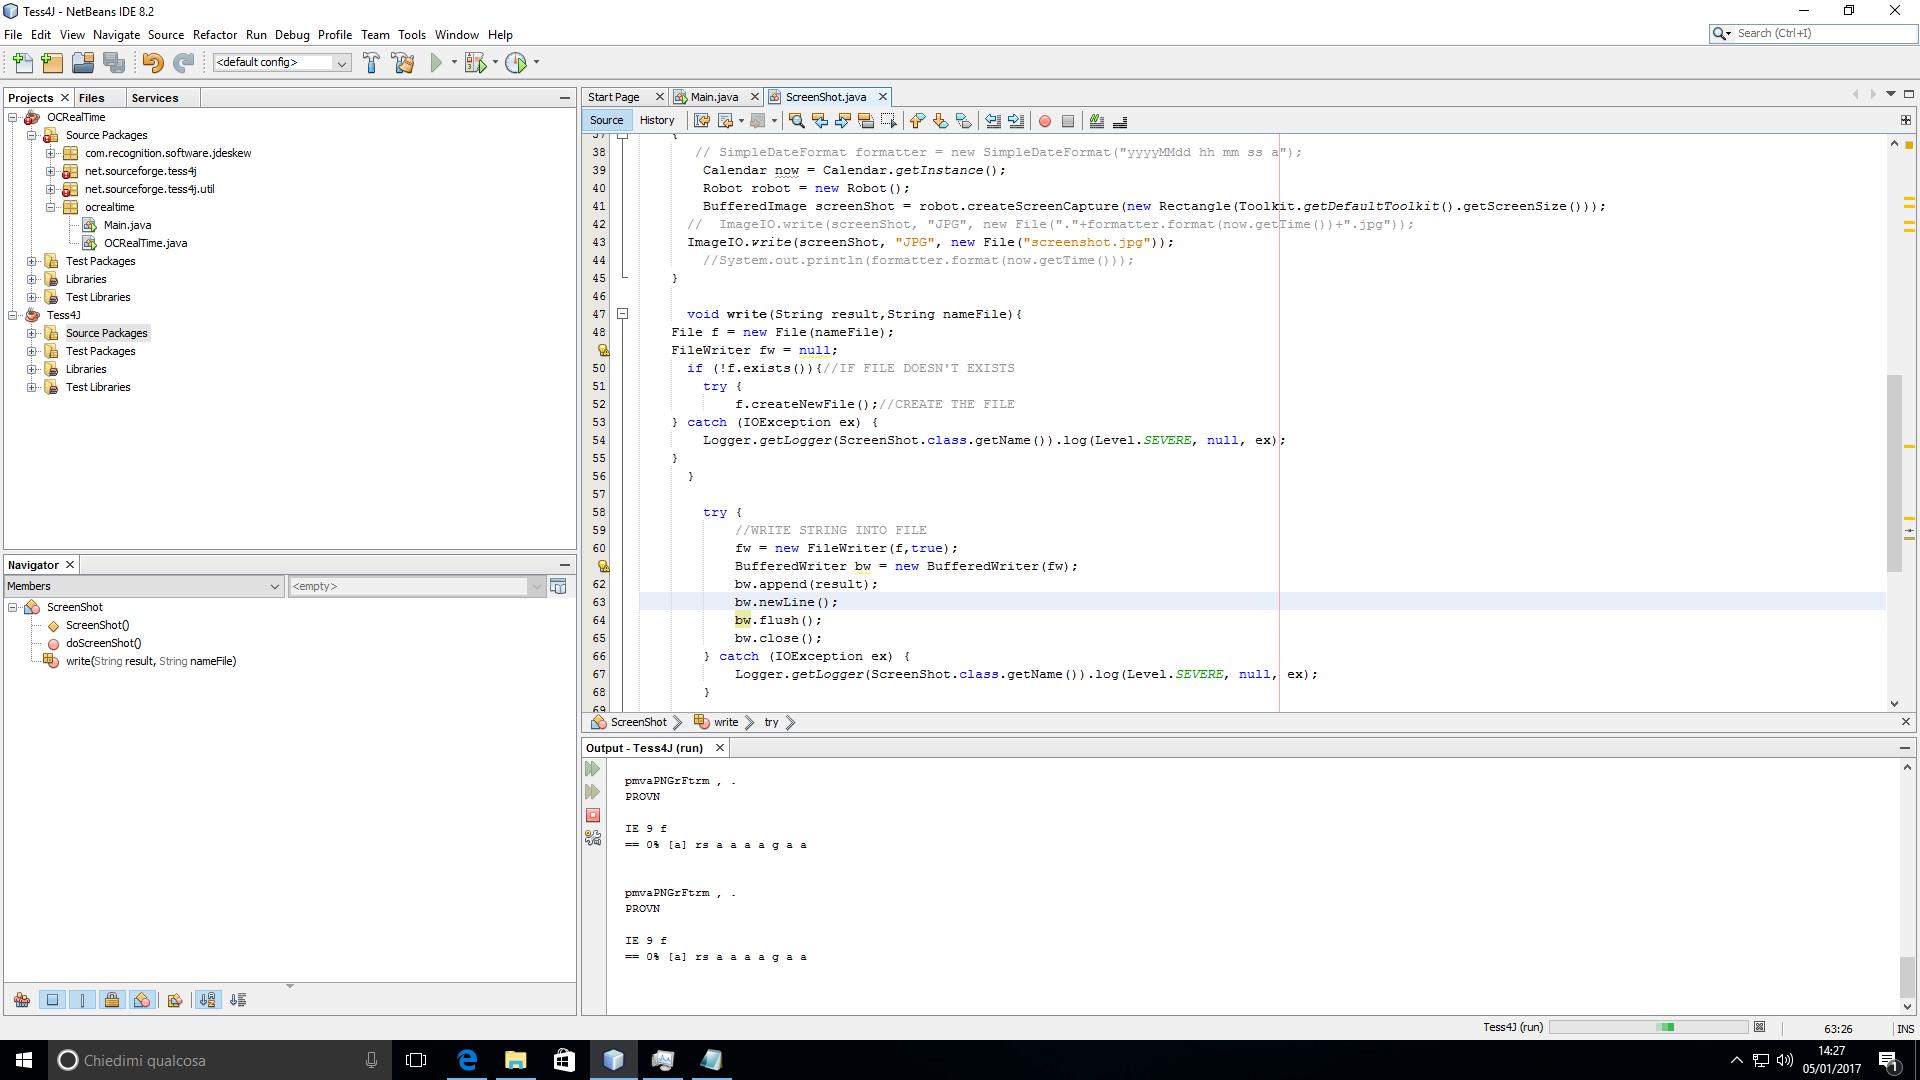 Tess4J - NetBeans IDE 8.2
File Edit View Navigate Source Refactor Run Debug Profile Team Tools Window Help
Search (Ctrl+I)
<default config>
Projects Files Services
OCRealTime
Source Packages
com.recognition.software.jdeskew
net.sourceforge.tess4j
net.sourceforge.tess4j.util
ocrealtime
Main.java
OCRealTime.java
Test Packages
Libraries
Test Libraries
Tess4J
Source Packages
Test Packages
Libraries
Test Libraries
Navigator
Members <empty>
ScreenShot
ScreenShot()
doScreenShot()
write(String result, String nameFile)
Start Page Main.java ScreenShot.java
Source History
37 {
38 // SimpleDateFormat formatter = new SimpleDateFormat("yyyyMMdd hh mm ss a");
39 Calendar now = Calendar.getInstance();
40 Robot robot = new Robot();
41 BufferedImage screenShot = robot.createScreenCapture(new Rectangle(Toolkit.getDefaultToolkit().getScreenSize()));
42 // ImageIO.write(screenShot, "JPG", new File("."+formatter.format(now.getTime())+".jpg"));
43 ImageIO.write(screenShot, "JPG", new File("screenshot.jpg"));
44 //System.out.println(formatter.format(now.getTime()));
45 }
46
47 void write(String result,String nameFile){
48 File f = new File(nameFile);
FileWriter fw = null;
50 if (!f.exists()){//IF FILE DOESN'T EXISTS
51 try {
52 f.createNewFile();//CREATE THE FILE
53 } catch (IOException ex) {
54 Logger.getLogger(ScreenShot.class.getName()).log(Level.SEVERE, null, ex);
55 }
56 }
57
58 try {
59 //WRITE STRING INTO FILE
60 fw = new FileWriter(f,true);
BufferedWriter bw = new BufferedWriter(fw);
62 bw.append(result);
63 bw.newLine();
64 bw.flush();
65 bw.close();
66 } catch (IOException ex) {
67 Logger.getLogger(ScreenShot.class.getName()).log(Level.SEVERE, null, ex);
68 }
69
ScreenShot write try
Output - Tess4J (run)
pmvaPNGrFtrm , .
PROVN
IE 9 f
== 0% [a] rs a a a a g a a
pmvaPNGrFtrm , .
PROVN
IE 9 f
== 0% [a] rs a a a a g a a
Tess4J (run) 63:26 INS
Chiedimi qualcosa
14:27
05/01/2017
1